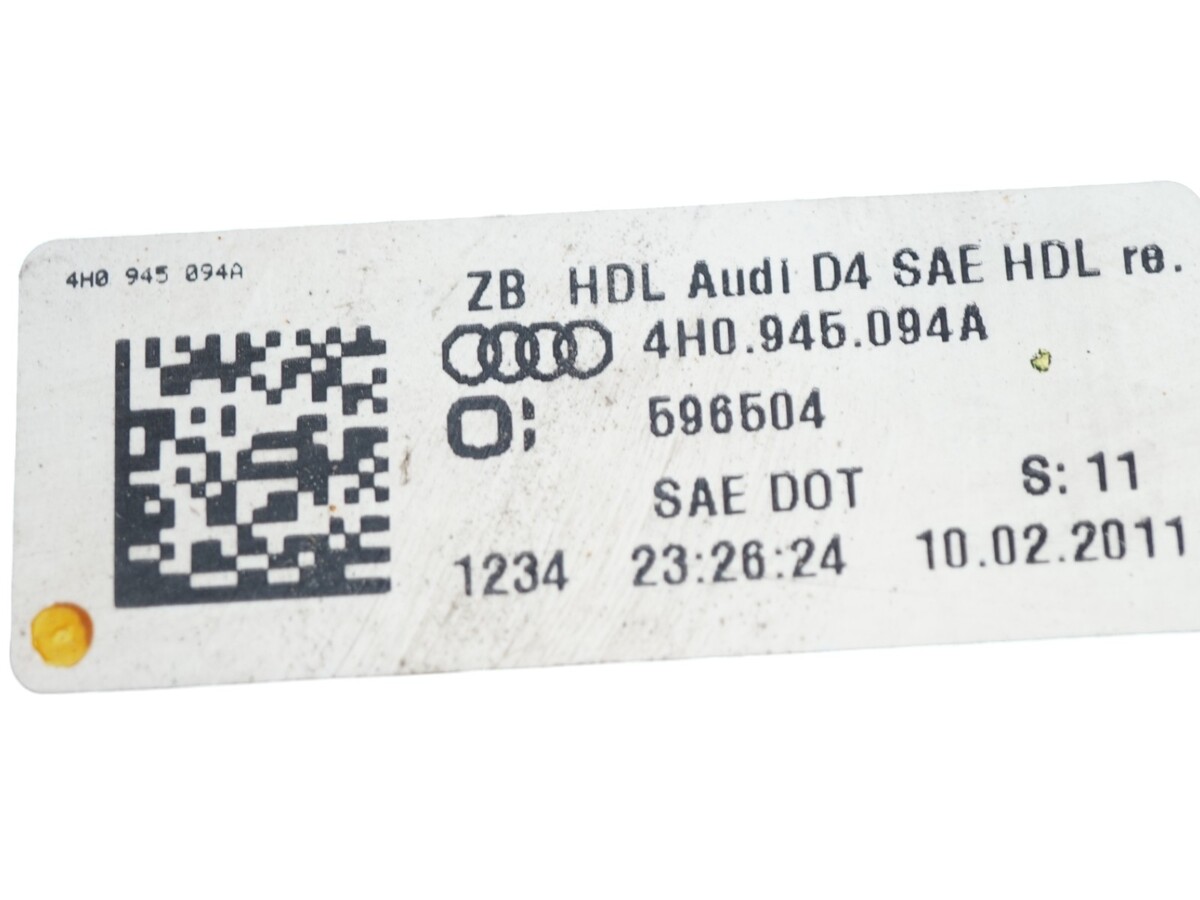 4H0 945 094A
ZB HDL Audi D4 SAE HDL re.
4H0.945.094A
596504
SAE DOT S: 11
1234 23:26:24 10.02.2011